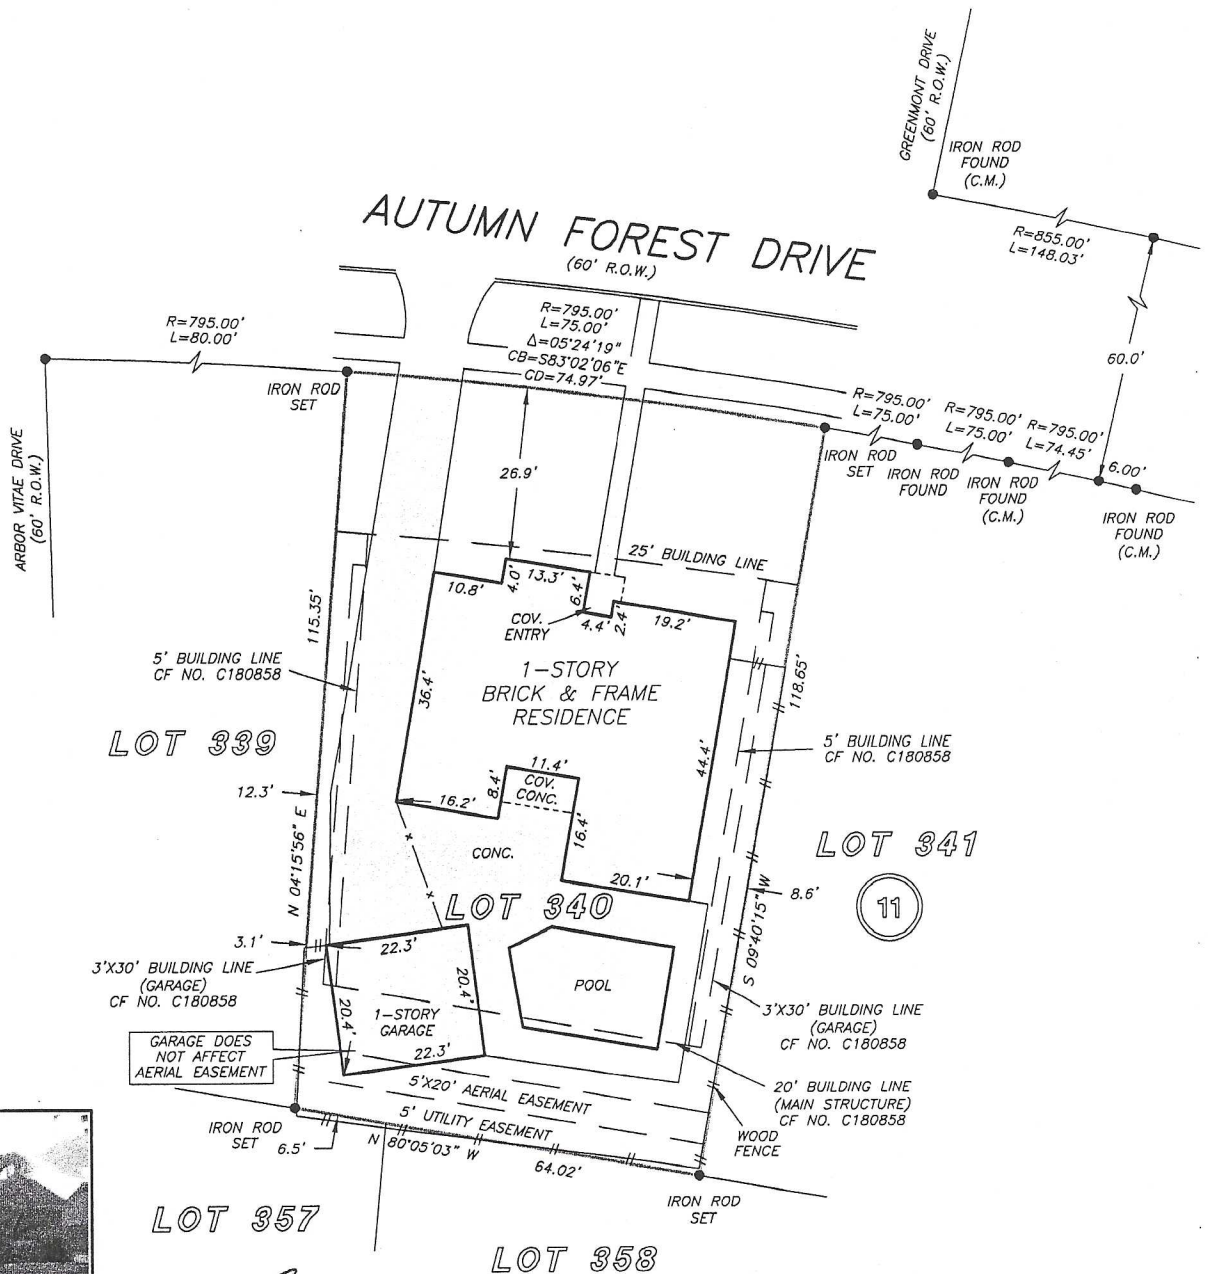 GREENMONT DRIVE
(60' R.O.W.)
IRON ROD
FOUND
(C.M.)
R=855.00'
L=148.03'
60.0'
AUTUMN FOREST DRIVE
(60' R.O.W.)
R=795.00'
L=80.00'
R=795.00'
L=75.00'
Δ=05°24'19"
CB=S83°02'06"E
CD=74.97'
IRON ROD
SET
ARBOR VITAE DRIVE
(60' R.O.W.)
R=795.00'
L=75.00'
R=795.00'
L=75.00'
R=795.00'
L=74.45'
6.00'
IRON ROD
SET
IRON ROD
FOUND
IRON ROD
FOUND
(C.M.)
IRON ROD
FOUND
(C.M.)
26.9'
25' BUILDING LINE
10.8'
4.0'
13.3'
6.4'
COV.
ENTRY
4.4'
2.4'
19.2'
115.35'
5' BUILDING LINE
CF NO. C180858
36.4'
1-STORY
BRICK & FRAME
RESIDENCE
118.65'
LOT 339
5' BUILDING LINE
CF NO. C180858
44.4'
11.4'
COV.
CONC.
8.4'
16.2'
16.4'
12.3'
N 04°15'56" E
CONC.
20.1'
LOT 341
11
8.6'
S 09°40'15" W
LOT 340
3.1'
22.3'
3'X30' BUILDING LINE
(GARAGE)
CF NO. C180858
20.4'
20.4'
1-STORY
GARAGE
22.3'
POOL
3'X30' BUILDING LINE
(GARAGE)
CF NO. C180858
GARAGE DOES
NOT AFFECT
AERIAL EASEMENT
5'X20' AERIAL EASEMENT
5' UTILITY EASEMENT
20' BUILDING LINE
(MAIN STRUCTURE)
CF NO. C180858
WOOD
FENCE
IRON ROD
SET
6.5'
N 80°05'03" W
64.02'
IRON ROD
SET
LOT 357
LOT 358